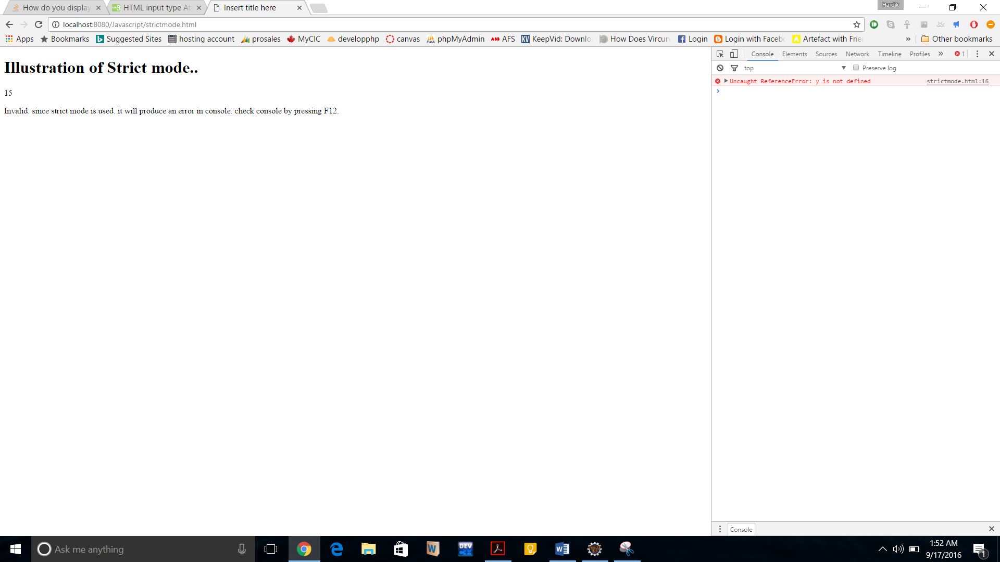 How do you display
HTML input type At
Insert title here
Hardik
localhost:8080/Javascript/strictmode.html
Apps
Bookmarks
Suggested Sites
hosting account
prosales
MyCIC
developphp
canvas
phpMyAdmin
ABB AFS
KV KeepVid: Downlo
How Does Vircur
Login
Login with Facebo
Artefact with Frie
»
Other bookmarks
Illustration of Strict mode..
15
Invalid. since strict mode is used. it will produce an error in console. check console by pressing F12.
Console Elements Sources Network Timeline Profiles » 1
top Preserve log
Uncaught ReferenceError: y is not defined strictmode.html:16
Console
Ask me anything
1:52 AM
9/17/2016
1